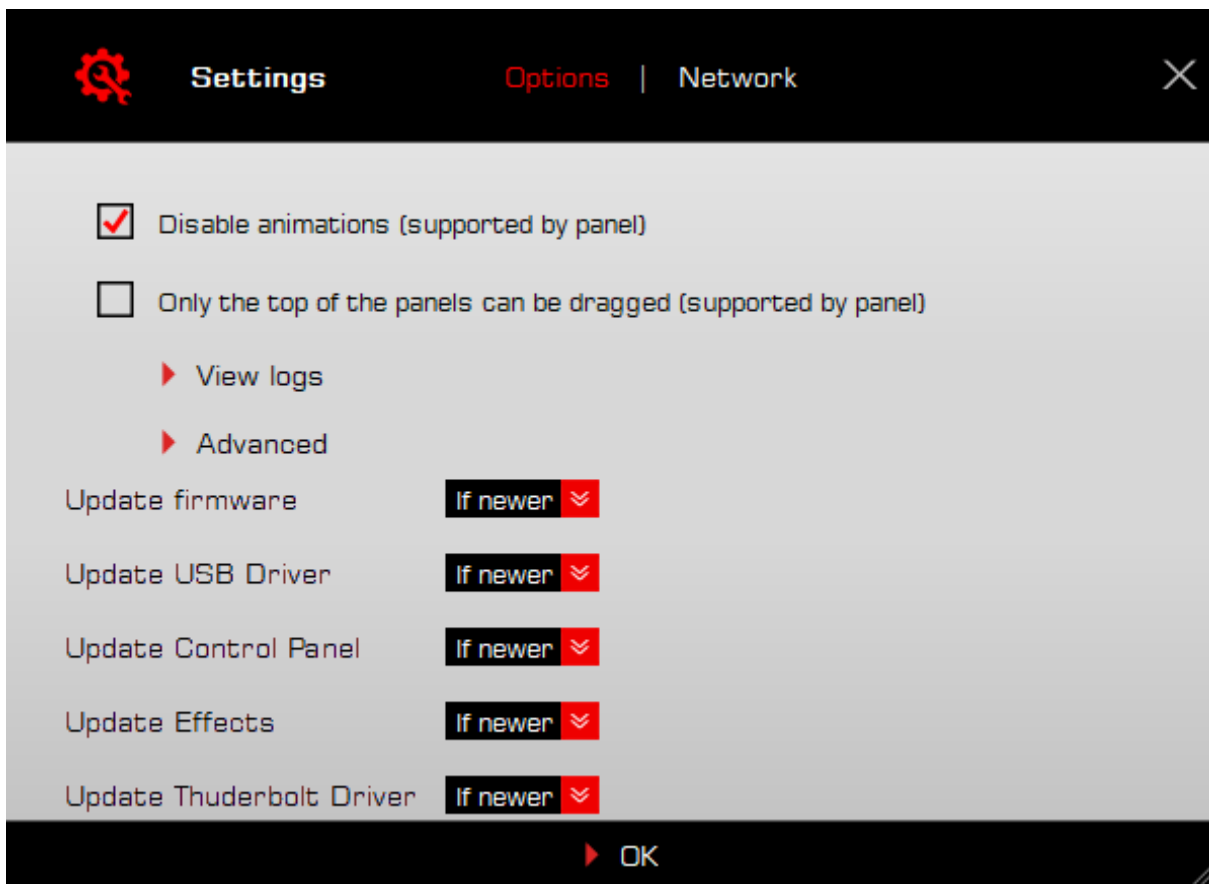 Settings Options | Network
Disable animations (supported by panel)
Only the top of the panels can be dragged (supported by panel)
View logs
Advanced
Update firmware If newer
Update USB Driver If newer
Update Control Panel If newer
Update Effects If newer
Update Thuderbolt Driver If newer
OK